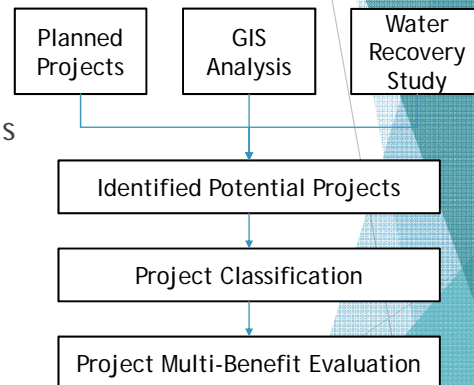 Planned
Projects
GIS
Analysis
Water
Recovery
Study
s
Identified Potential Projects
Project Classification
Project Multi-Benefit Evaluation